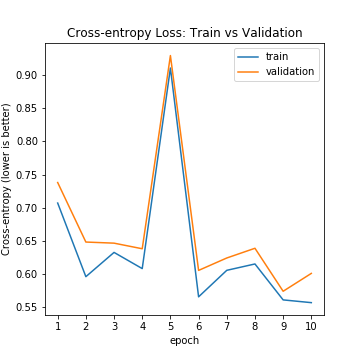 Cross-entropy Loss: Train vs Validation
train
validation
Cross-entropy (lower is better)
0.90
0.85
0.80
0.75
0.70
0.65
0.60
0.55
1 2 3 4 5 6 7 8 9 10
epoch